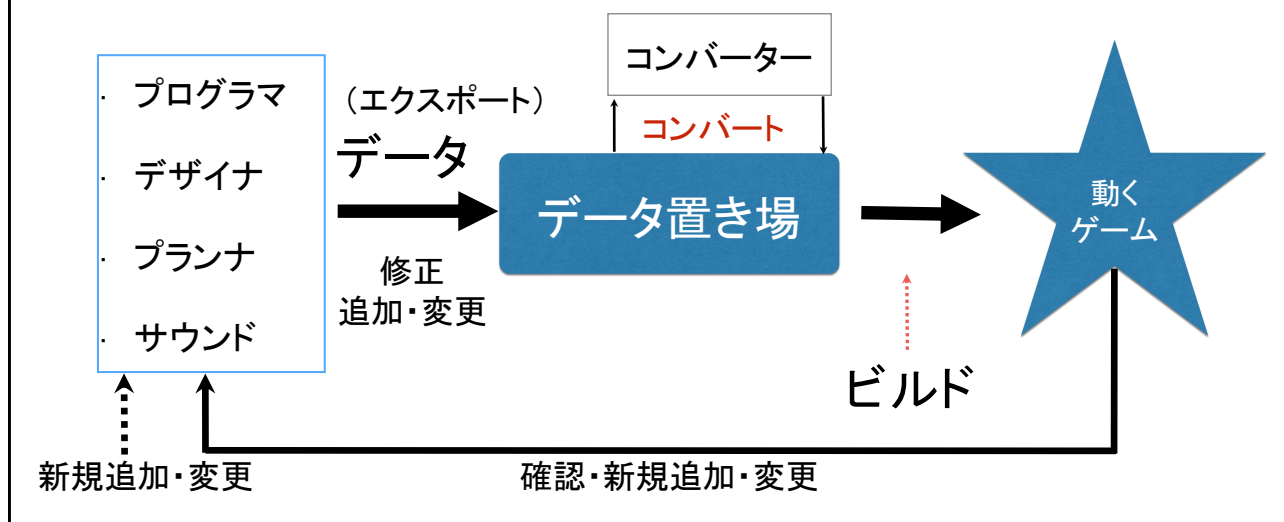 ・ プログラマ
・ デザイナ
・ プランナ
・ サウンド
（エクスポート）
データ
修正
追加・変更
コンバーター
コンバート
データ置き場
動く
ゲーム
ビルド
新規追加・変更
確認・新規追加・変更